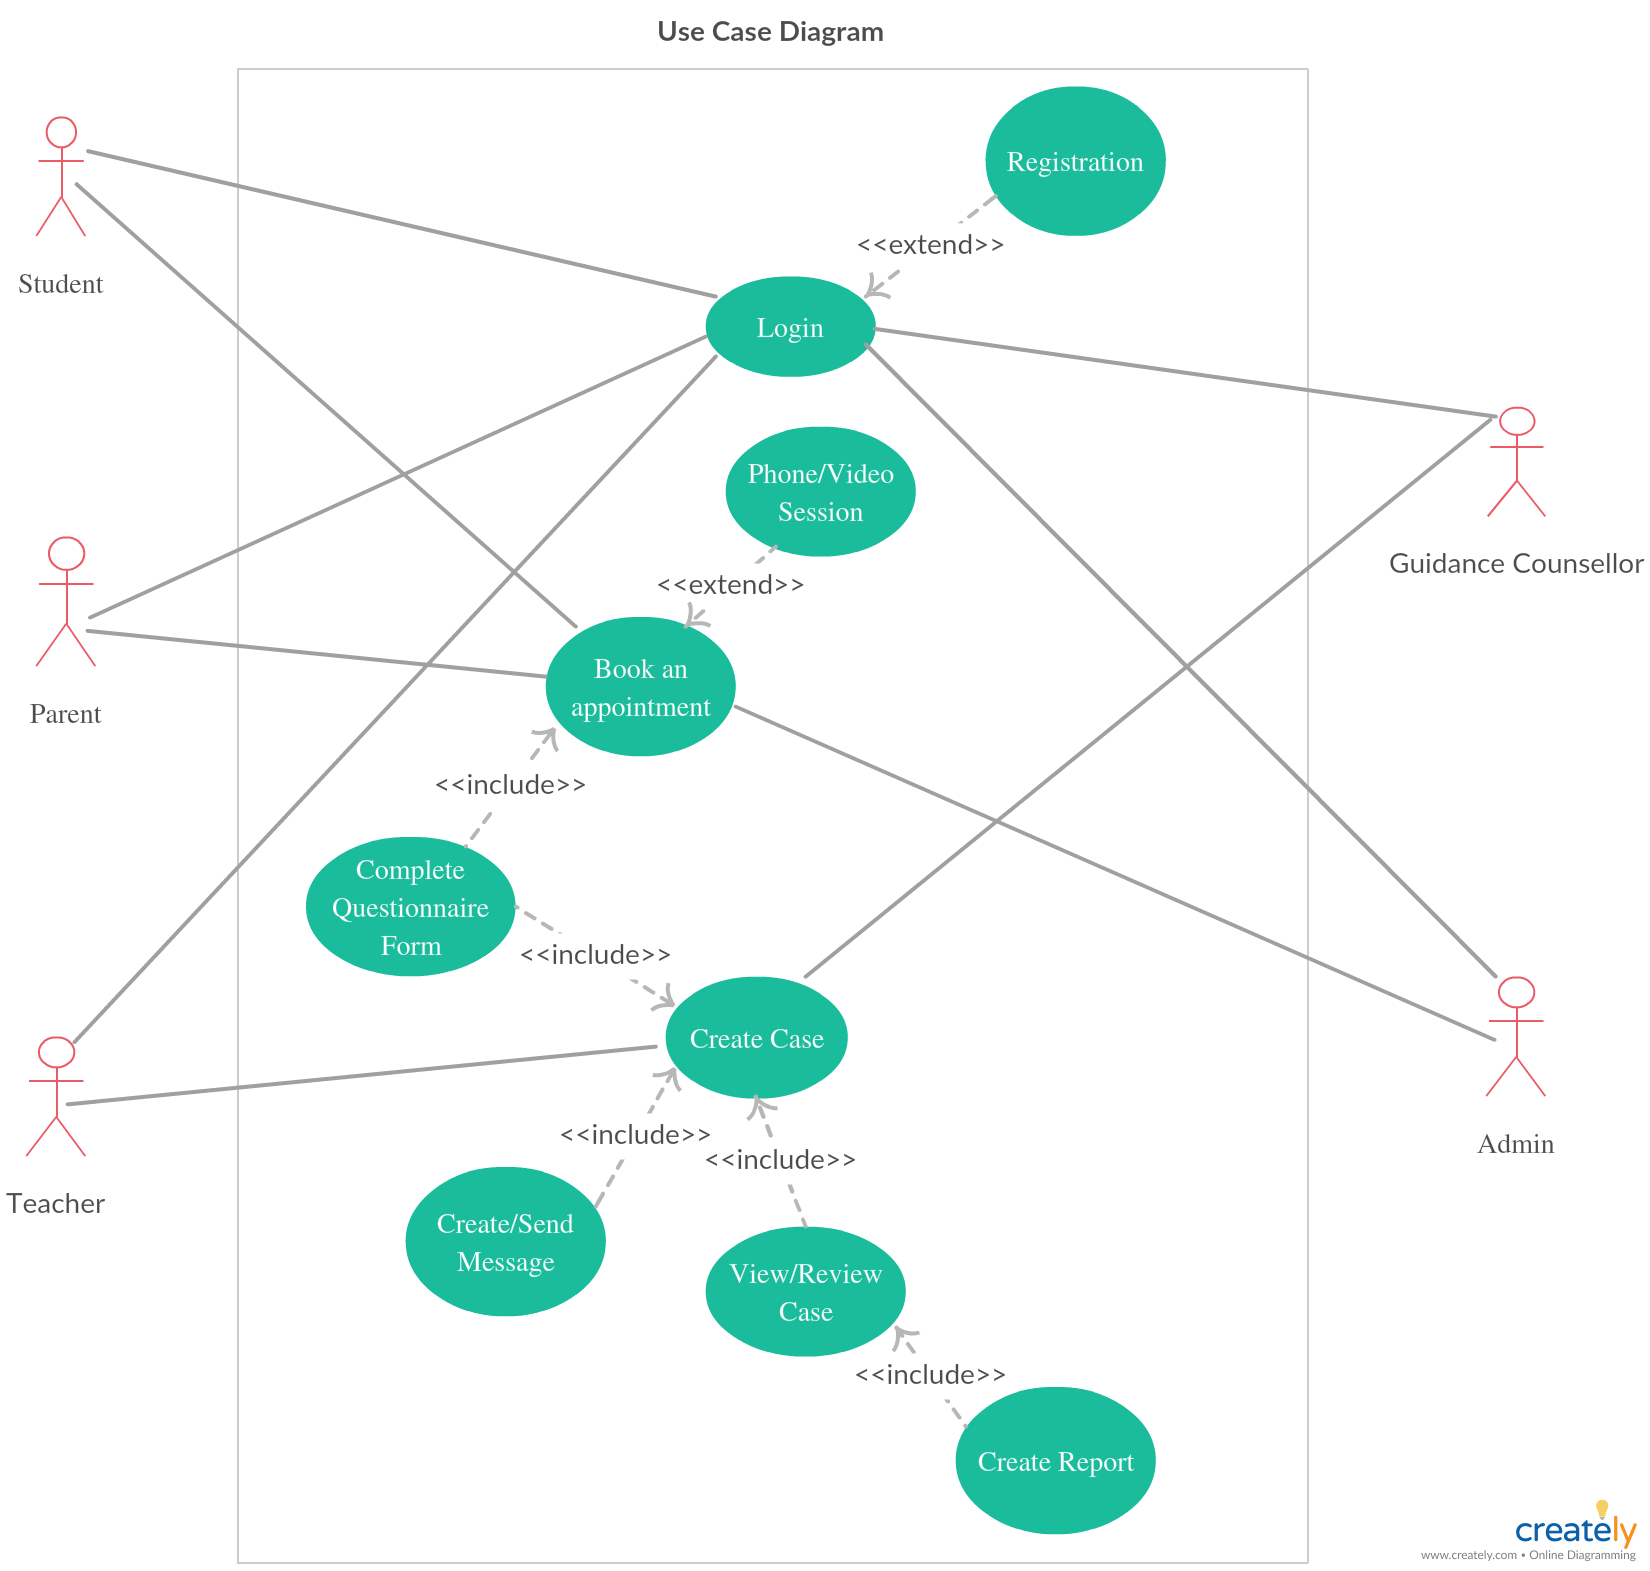 Use Case Diagram
Registration
<<extend>>
Student
Login
Phone/Video
Session
Guidance Counsellor
<<extend>>
Book an
appointment
Parent
<<include>>
Complete
Questionnaire
Form
<<include>>
Create Case
<<include>>
<<include>>
Admin
Teacher
Create/Send
Message
View/Review
Case
<<include>>
Create Report
creately
www.creately.com • Online Diagramming